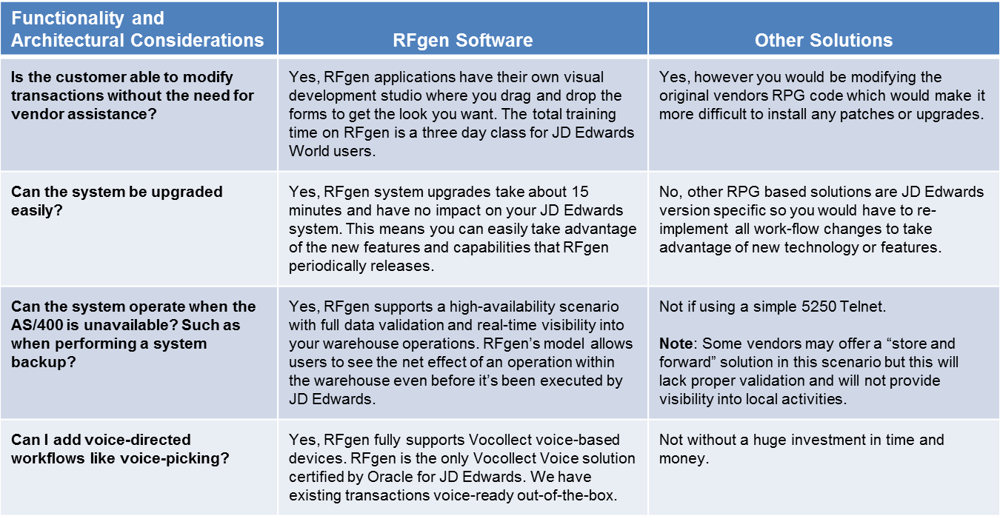 Functionality and
Architectural Considerations
RFgen Software
Other Solutions
Is the customer able to modify
transactions without the need for
vendor assistance?
Yes, RFgen applications have their own visual
development studio where you drag and drop the
forms to get the look you want. The total training
time on RFgen is a three day class for JD Edwards
World users.
Yes, however you would be modifying the
original vendors RPG code which would make it
more difficult to install any patches or upgrades.
Can the system be upgraded
easily?
Yes, RFgen system upgrades take about 15
minutes and have no impact on your JD Edwards
system. This means you can easily take advantage
of the new features and capabilities that RFgen
periodically releases.
No, other RPG based solutions are JD Edwards
version specific so you would have to re-
implement all work-flow changes to take
advantage of new technology or features.
Can the system operate when the
AS/400 is unavailable? Such as
when performing a system
backup?
Yes, RFgen supports a high-availability scenario
with full data validation and real-time visibility into
your warehouse operations. RFgen's model allows
users to see the net effect of an operation within
the warehouse even before it's been executed by
JD Edwards.
Not if using a simple 5250 Telnet.
Note: Some vendors may offer a “store and
forward” solution in this scenario but this will
lack proper validation and will not provide
visibility into local activities.
Can I add voice-directed
workflows like voice-picking?
Yes, RFgen fully supports Vocollect voice-based
devices. RFgen is the only Vocollect Voice solution
certified by Oracle for JD Edwards. We have
existing transactions voice-ready out-of-the-box.
Not without a huge investment in time and
money.